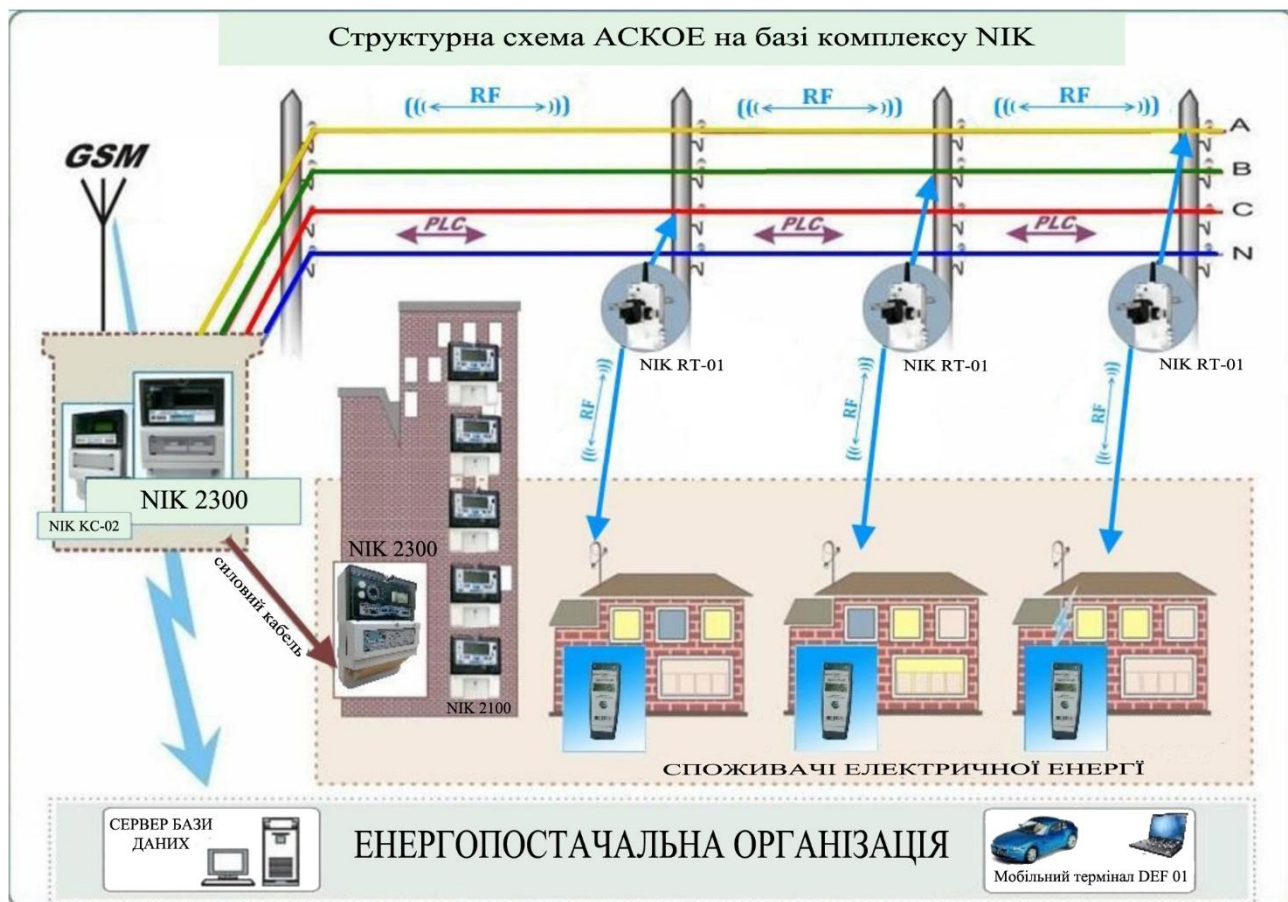 Структурна схема АСКОЕ на базі комплексу NIK
RF
RF
RF
A
GSM
B
PLC
PLC
PLC
C
N
NIK RT-01
NIK RT-01
NIK RT-01
RF
RF
RF
NIK 2300
NIK KC-02
силовий кабель
NIK 2300
NIK 2100
СПОЖИВАЧІ ЕЛЕКТРИЧНОЇ ЕНЕРГІЇ
СЕРВЕР БАЗИ
ДАНИХ
ЕНЕРГОПОСТАЧАЛЬНА ОРГАНІЗАЦІЯ
Мобільний термінал DEF 01